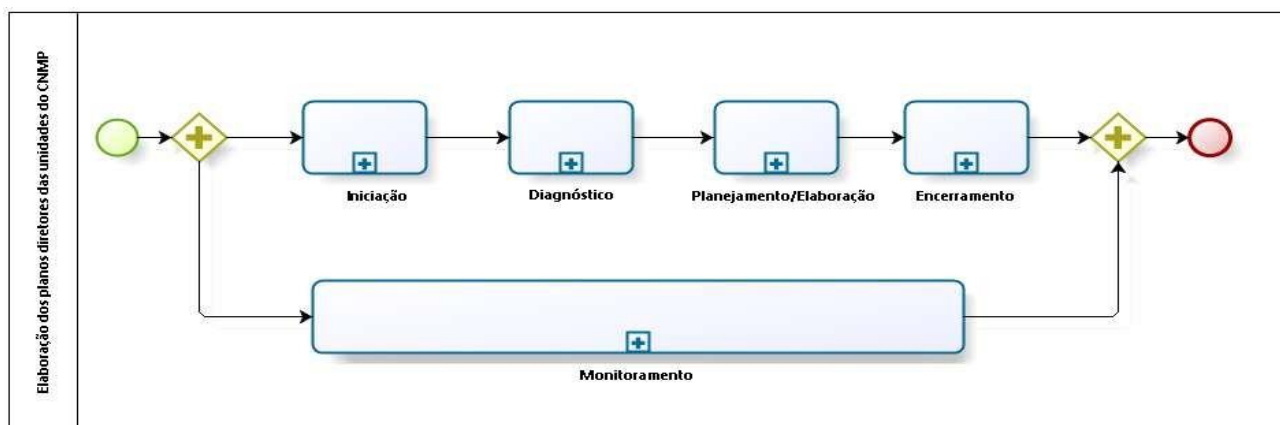 Elaboração dos planos diretores das unidades do CNMP
Iniciação
Diagnóstico
Planejamento/Elaboração
Encerramento
Monitoramento